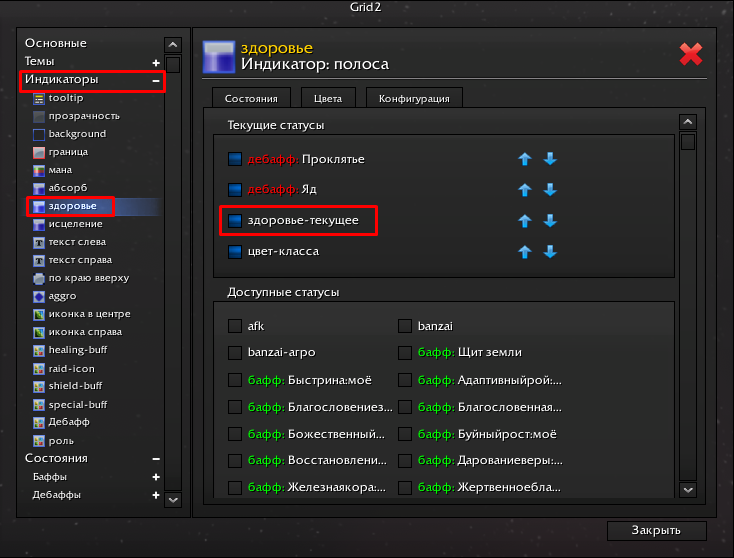 Grid2
Основные
Темы +
Индикаторы –
tooltip
прозрачность
background
граница
мана
абсорб
здоровье
исцеление
текст слева
текст справа
по краю вверху
aggro
иконка в центре
иконка справа
healing-buff
raid-icon
shield-buff
special-buff
Дебафф
роль
Состояния –
Баффы +
Дебаффы +
здоровье
Индикатор: полоса
Состояния Цвета Конфигурация
Текущие статусы
дебафф: Проклятье
дебафф: Яд
здоровье-текущее
цвет-класса
Доступные статусы
afk banzai
banzai-агро бафф: Щит земли
бафф: Быстрина:моё бафф: Адаптивныйрой:...
бафф: Благословениез... бафф: Благословенная...
бафф: Божественный... бафф: Буйныйрост:моё
бафф: Восстановлени... бафф: Дарованиеверы:...
бафф: Железнаякора:... бафф: Жертвенноебла...
Закрыть